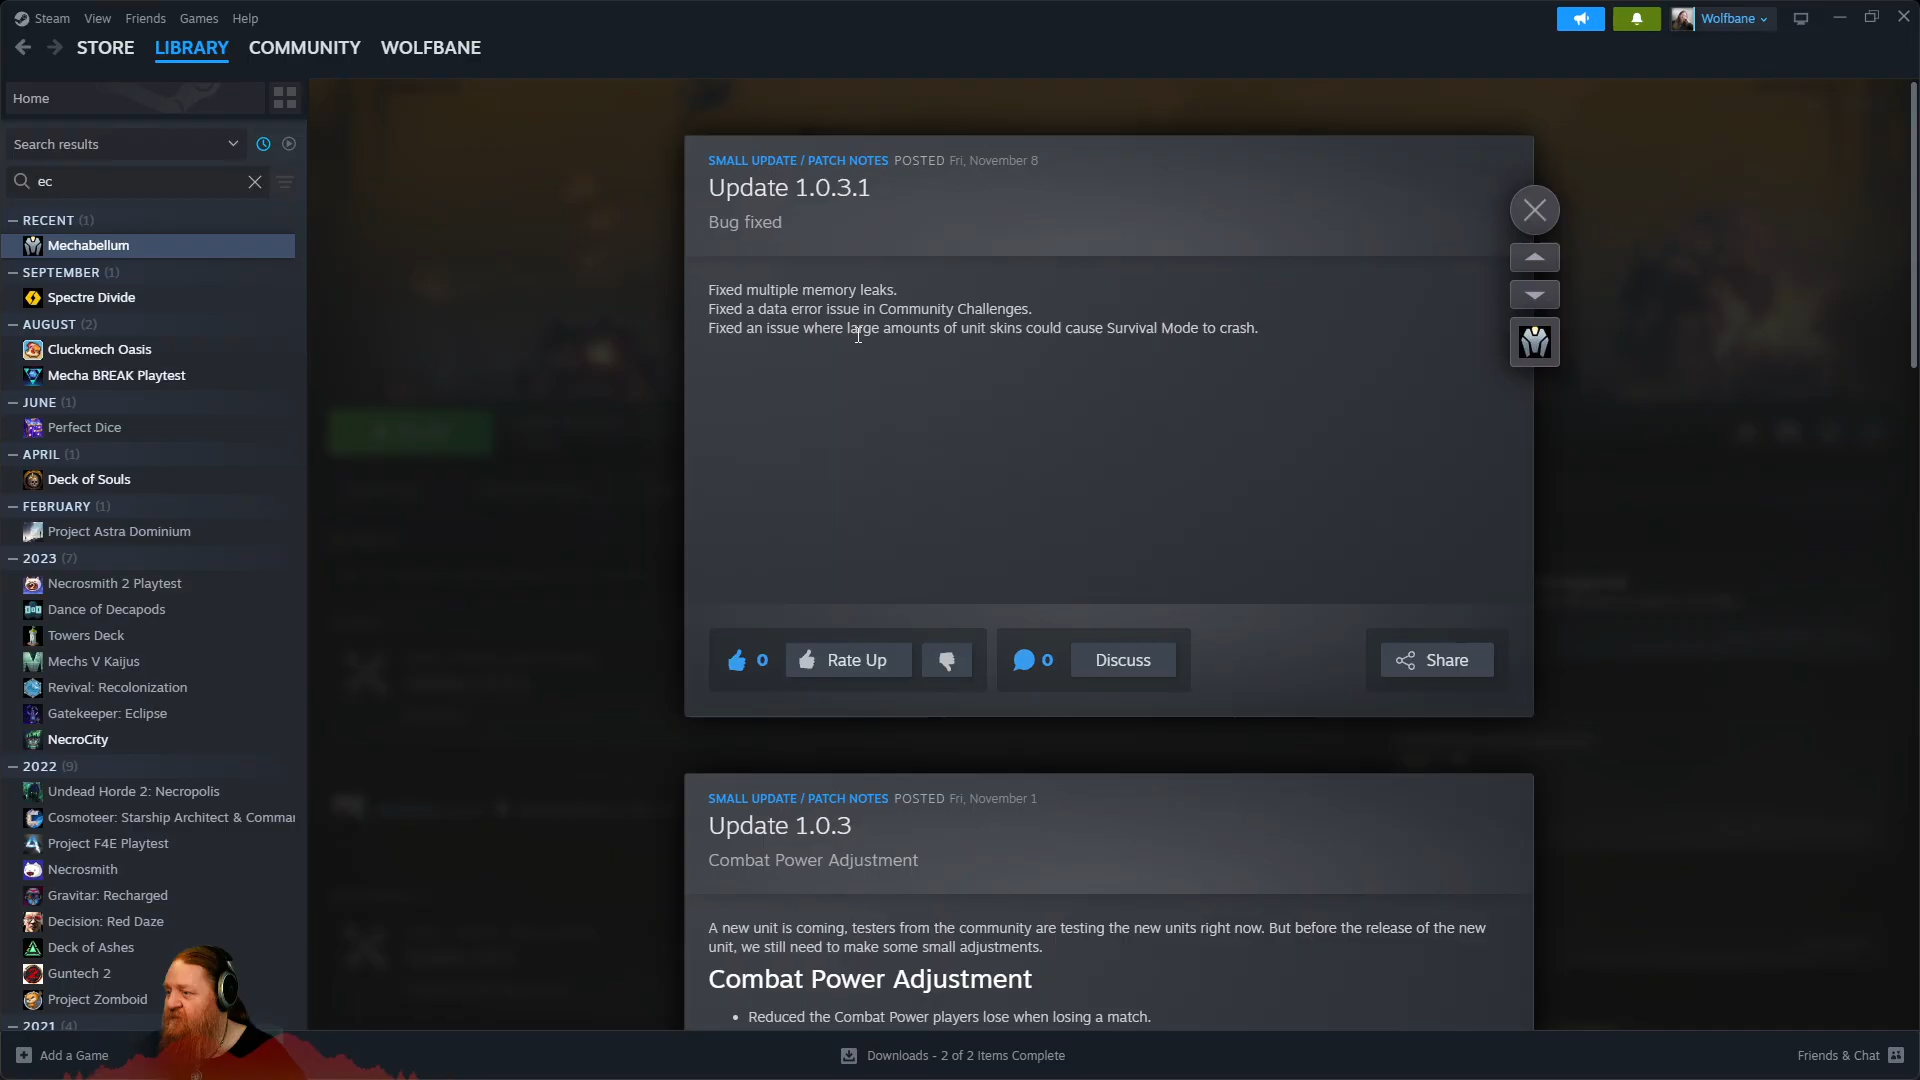 Steam View Friends Games Help
Wolfbane
STORE LIBRARY COMMUNITY WOLFBANE
Home
Search results
ec
RECENT (1)
Mechabellum
SEPTEMBER (1)
Spectre Divide
AUGUST (2)
Cluckmech Oasis
Mecha BREAK Playtest
JUNE (1)
Perfect Dice
APRIL (1)
Deck of Souls
FEBRUARY (1)
Project Astra Dominium
2023 (7)
Necrosmith 2 Playtest
Dance of Decapods
Towers Deck
Mechs V Kaijus
Revival: Recolonization
Gatekeeper: Eclipse
NecroCity
2022 (9)
Undead Horde 2: Necropolis
Cosmoteer: Starship Architect & Commar
Project F4E Playtest
Necrosmith
Gravitar: Recharged
Decision: Red Daze
Deck of Ashes
Guntech 2
Project Zomboid
2021 (4)
SMALL UPDATE / PATCH NOTES POSTED Fri, November 8
Update 1.0.3.1
Bug fixed
Fixed multiple memory leaks.
Fixed a data error issue in Community Challenges.
Fixed an issue where large amounts of unit skins could cause Survival Mode to crash.
0 Rate Up 0 Discuss Share
SMALL UPDATE / PATCH NOTES POSTED Fri, November 1
Update 1.0.3
Combat Power Adjustment
A new unit is coming, testers from the community are testing the new units right now. But before the release of the new
unit, we still need to make some small adjustments.
Combat Power Adjustment
• Reduced the Combat Power players lose when losing a match.
Add a Game
Downloads - 2 of 2 Items Complete
Friends & Chat